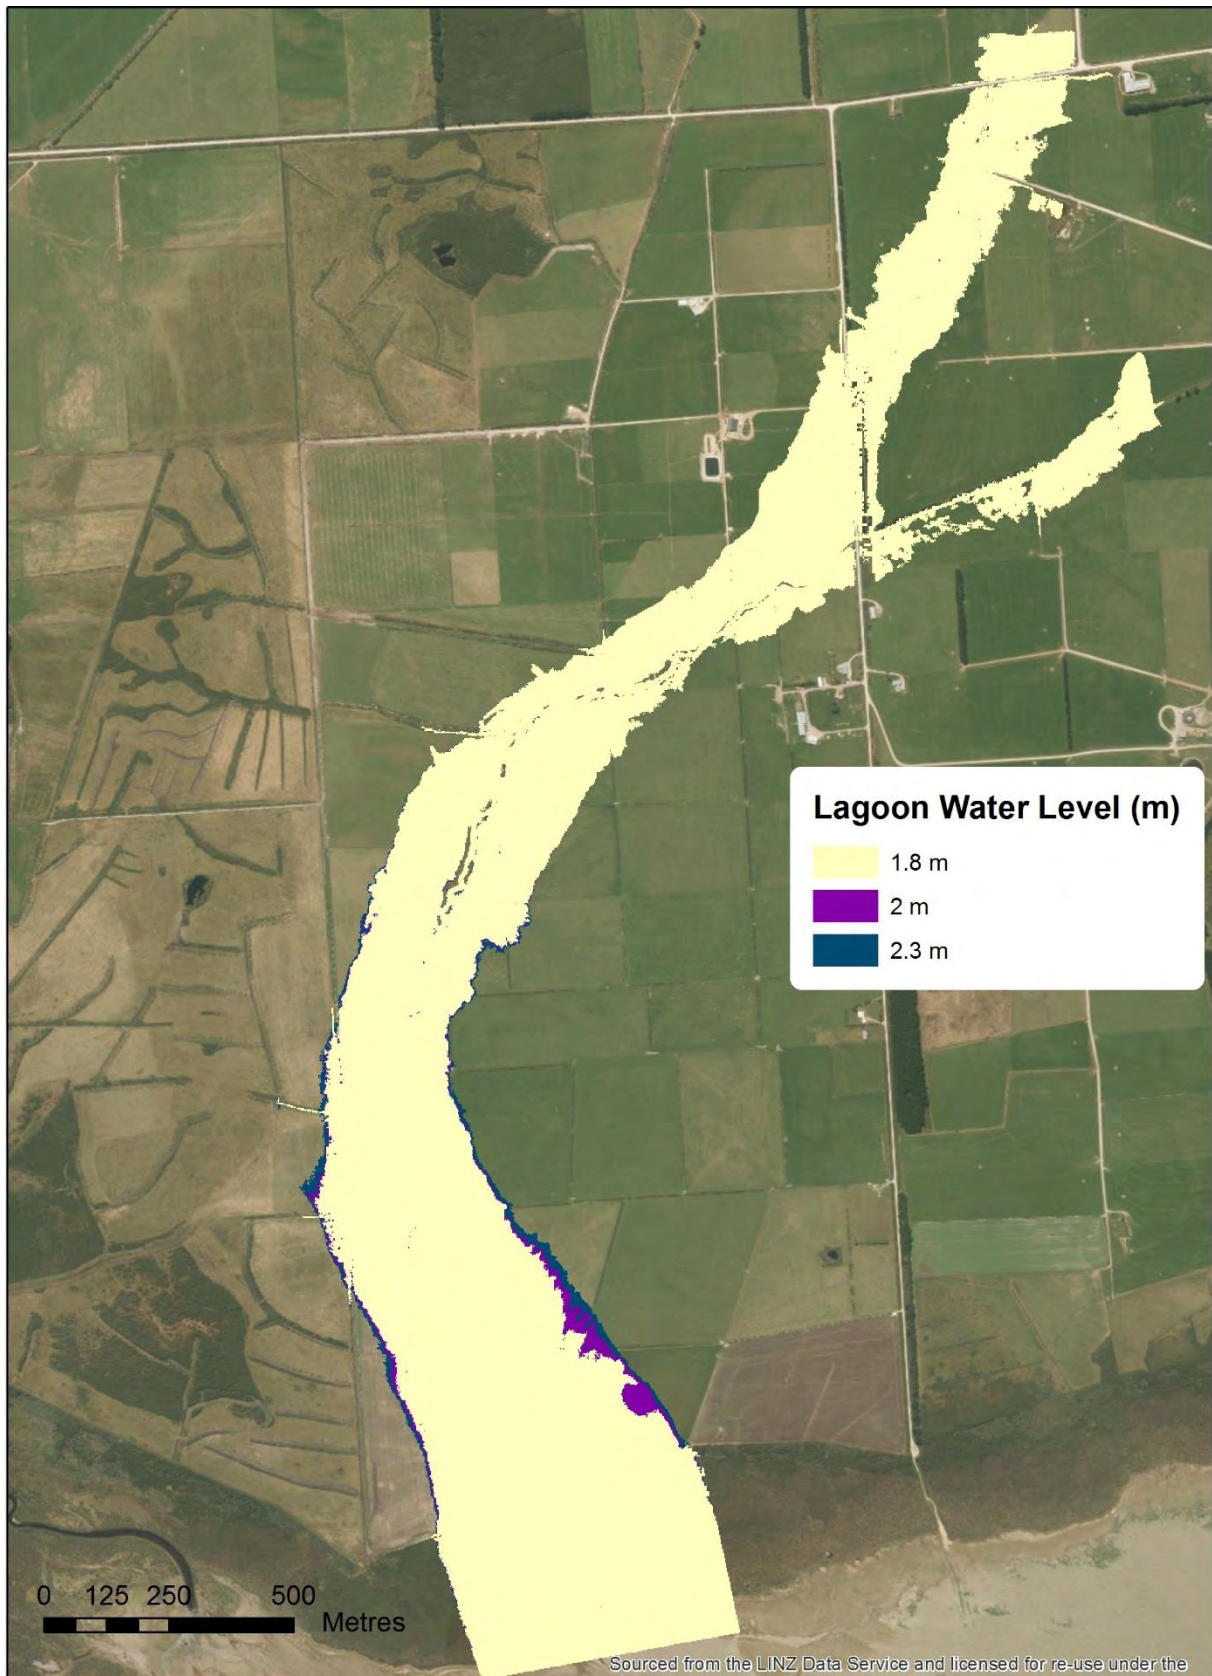 Lagoon Water Level (m)
1.8 m
2 m
2.3 m
0 125 250 500
Metres
Sourced from the LINZ Data Service and licensed for re-use under the